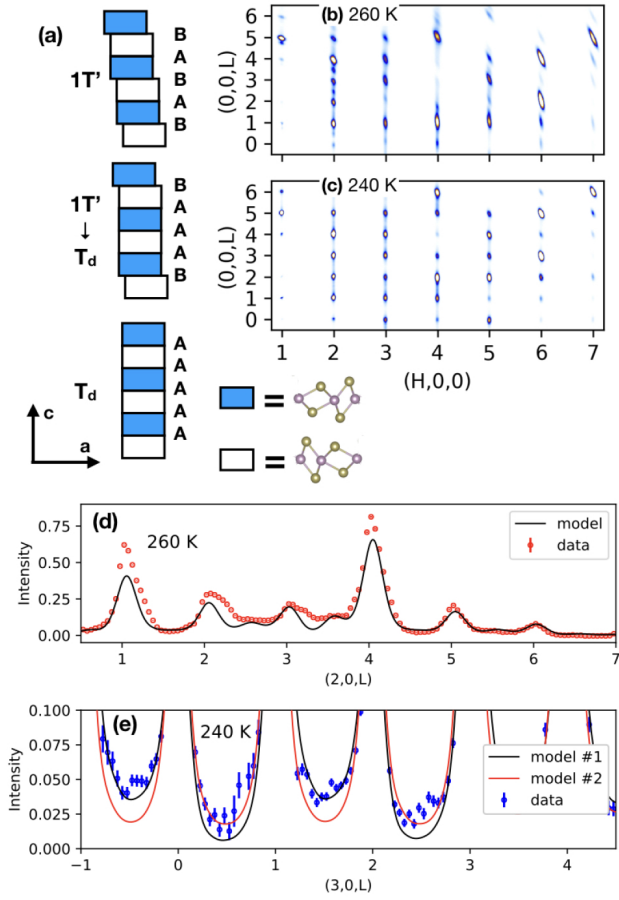 (a)
B
A
1T'
B
A
B
B
1T'
A
↓
A
Td
A
B
A
A
Td
A
A
A
c
a
=
=
(b) 260 K
6
5
4
3
2
1
0
(0,0,L)
(c) 240 K
6
5
4
3
2
1
0
(0,0,L)
1 2 3 4 5 6 7
(H,0,0)
(d)
260 K
model
data
0.75
0.50
0.25
0.00
Intensity
1 2 3 4 5 6 7
(2,0,L)
(e)
240 K
model #1
model #2
data
0.100
0.075
0.050
0.025
0.000
Intensity
−1 0 1 2 3 4
(3,0,L)